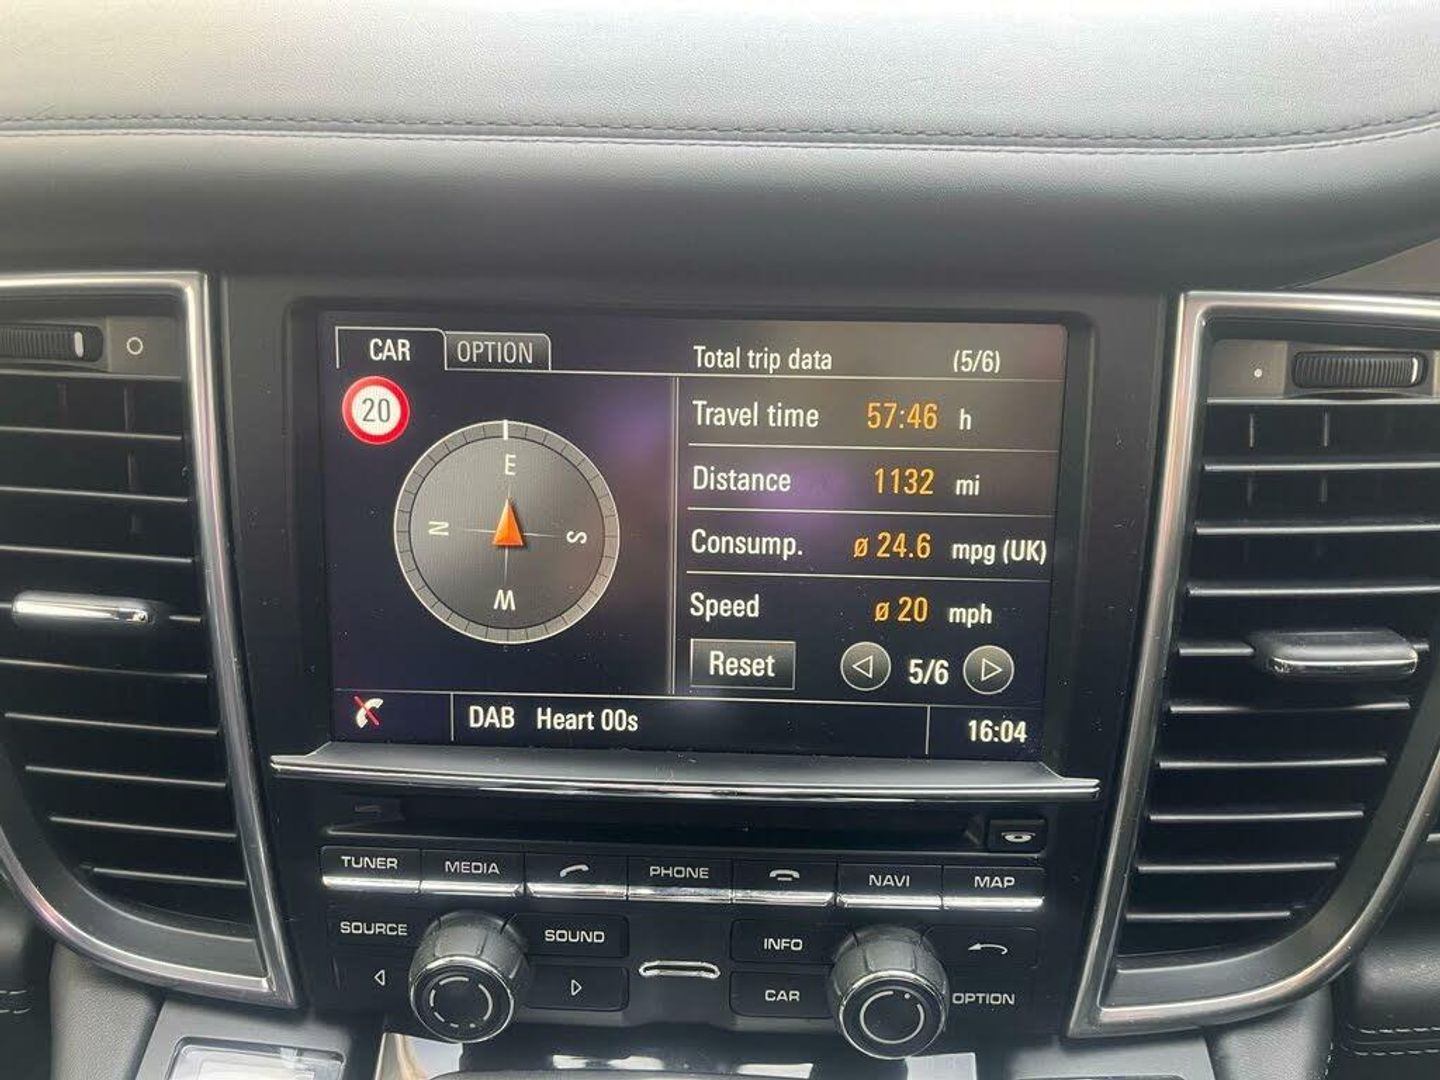 CAR OPTION Total trip data (5/6)
20
Travel time 57:46 h
Distance 1132 mi
Consump. ø 24.6 mpg (UK)
Speed ø 20 mph
E
N S
W
Reset 5/6
DAB Heart 00s 16:04
TUNER MEDIA PHONE NAVI MAP
SOURCE SOUND INFO
CAR OPTION